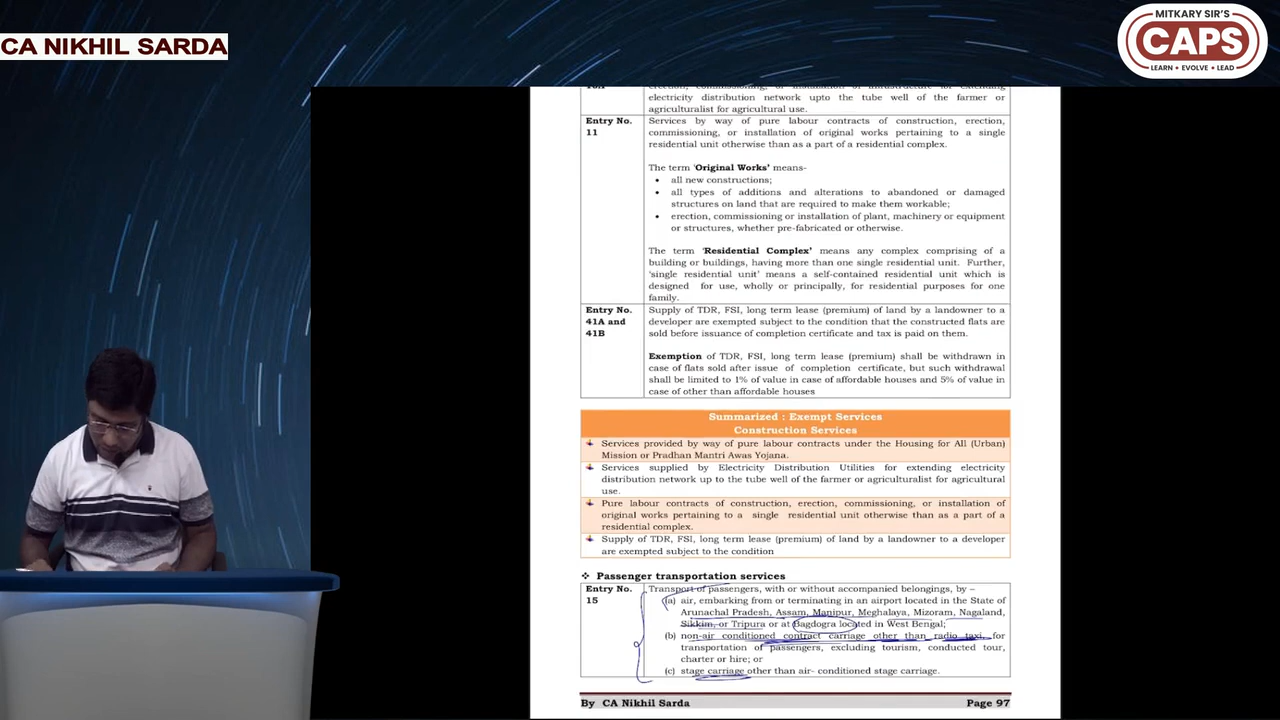 CA NIKHIL SARDA
MITKARY SIR'S
CAPS
LEARN • EVOLVE • LEAD
erection, commissioning, or installation of infrastructure for extending
electricity distribution network upto the tube well of the farmer or
agriculturalist for agricultural use.
Entry No.
11
Services by way of pure labour contracts of construction, erection,
commissioning, or installation of original works pertaining to a single
residential unit otherwise than as a part of a residential complex.
The term 'Original Works' means-
• all new constructions;
• all types of additions and alterations to abandoned or damaged
structures on land that are required to make them workable;
• erection, commissioning or installation of plant, machinery or equipment
or structures, whether pre-fabricated or otherwise.
The term 'Residential Complex' means any complex comprising of a
building or buildings, having more than one single residential unit. Further,
'single residential unit' means a self-contained residential unit which is
designed for use, wholly or principally, for residential purposes for one
family.
Entry No.
41A and
41B
Supply of TDR, FSI, long term lease (premium) of land by a landowner to a
developer are exempted subject to the condition that the constructed flats are
sold before issuance of completion certificate and tax is paid on them.
Exemption of TDR, FSI, long term lease (premium) shall be withdrawn in
case of flats sold after issue of completion certificate, but such withdrawal
shall be limited to 1% of value in case of affordable houses and 5% of value in
case of other than affordable houses
Summarized : Exempt Services
Construction Services
Services provided by way of pure labour contracts under the Housing for All (Urban)
Mission or Pradhan Mantri Awas Yojana.
Services supplied by Electricity Distribution Utilities for extending electricity
distribution network up to the tube well of the farmer or agriculturalist for agricultural
use.
Pure labour contracts of construction, erection, commissioning, or installation of
original works pertaining to a single residential unit otherwise than as a part of a
residential complex.
Supply of TDR, FSI, long term lease (premium) of land by a landowner to a developer
are exempted subject to the condition
❖ Passenger transportation services
Entry No.
15
Transport of passengers, with or without accompanied belongings, by –
(a) air, embarking from or terminating in an airport located in the State of
Arunachal Pradesh, Assam, Manipur, Meghalaya, Mizoram, Nagaland,
Sikkim, or Tripura or at Bagdogra located in West Bengal;
(b) non-air conditioned contract carriage other than radio taxi, for
transportation of passengers, excluding tourism, conducted tour,
charter or hire; or
(c) stage carriage other than air- conditioned stage carriage.
By CA Nikhil Sarda
Page 97